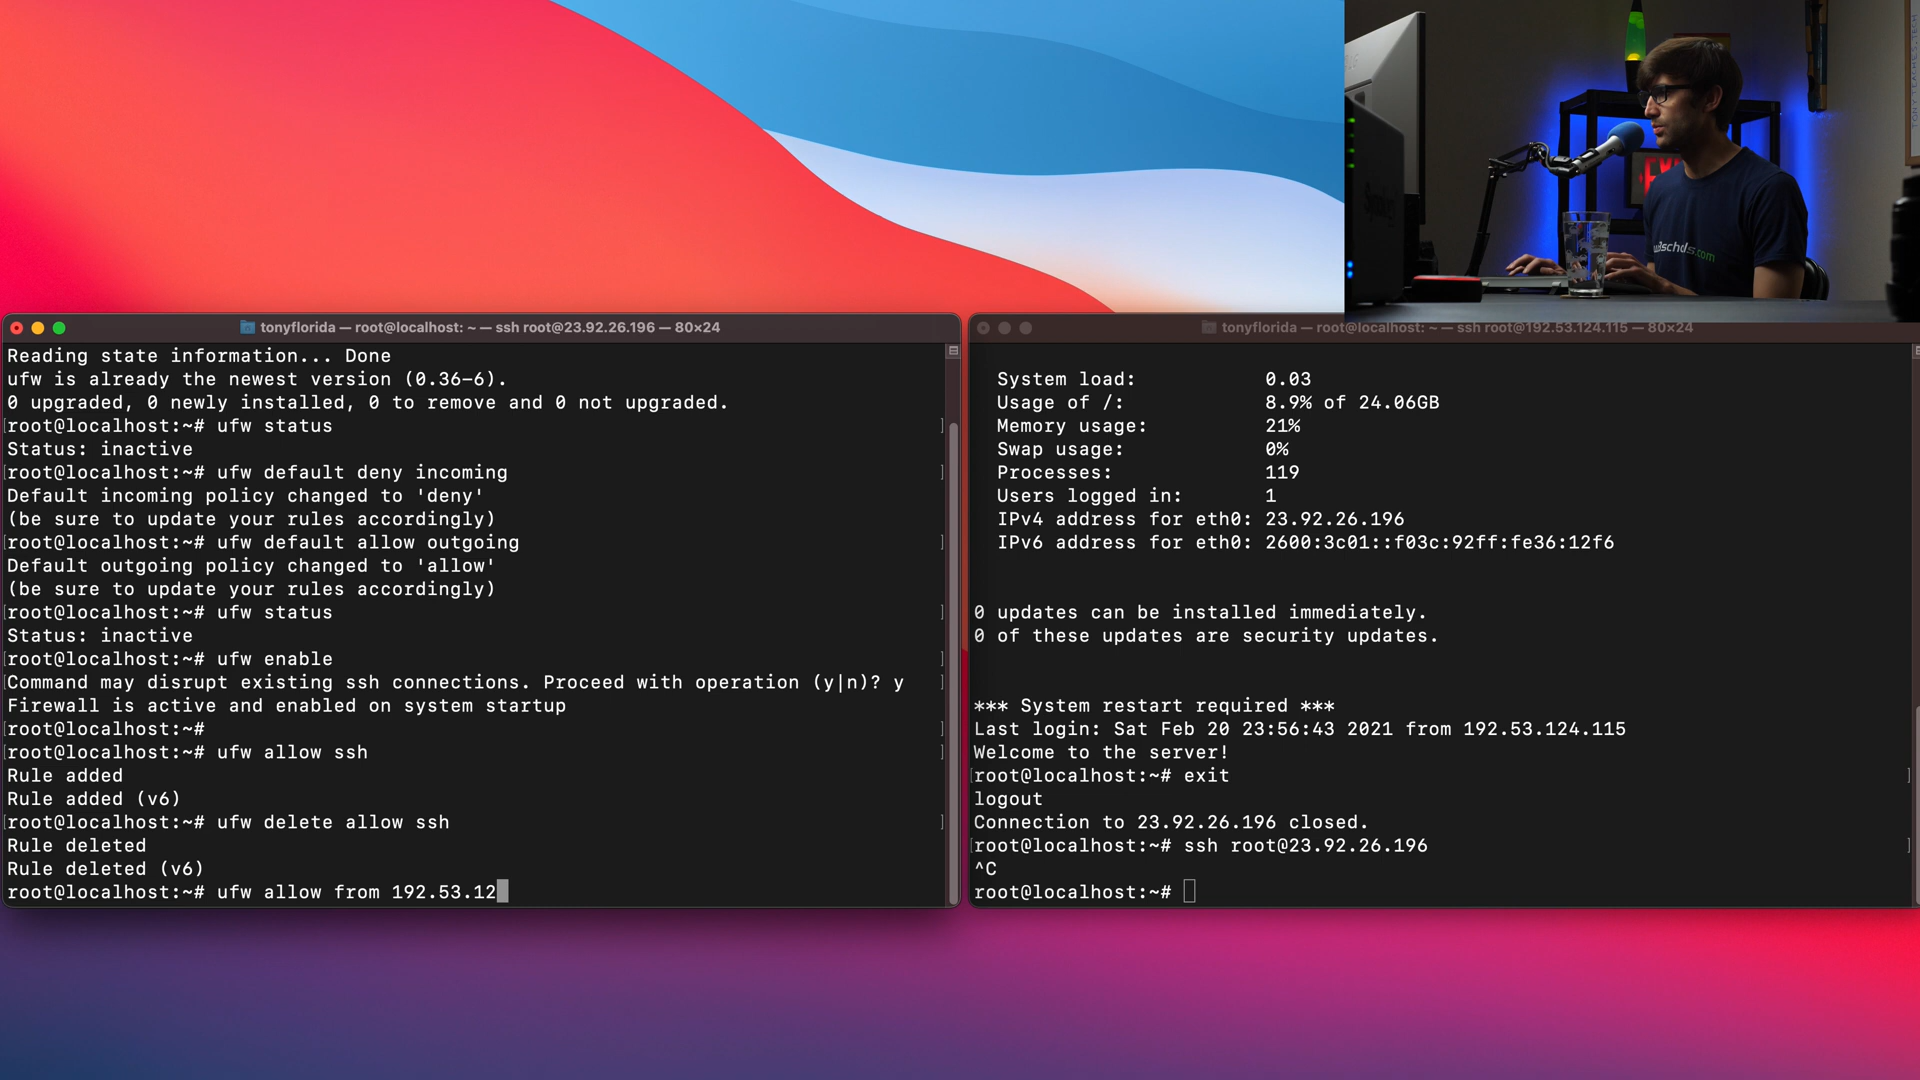 tonyflorida — root@localhost: ~ — ssh root@23.92.26.196 — 80×24
Reading state information... Done
ufw is already the newest version (0.36-6).
0 upgraded, 0 newly installed, 0 to remove and 0 not upgraded.
[root@localhost:~# ufw status ]
Status: inactive
[root@localhost:~# ufw default deny incoming ]
Default incoming policy changed to 'deny'
(be sure to update your rules accordingly)
[root@localhost:~# ufw default allow outgoing ]
Default outgoing policy changed to 'allow'
(be sure to update your rules accordingly)
[root@localhost:~# ufw status ]
Status: inactive
[root@localhost:~# ufw enable ]
[Command may disrupt existing ssh connections. Proceed with operation (y|n)? y ]
Firewall is active and enabled on system startup
[root@localhost:~# ]
[root@localhost:~# ufw allow ssh ]
Rule added
Rule added (v6)
[root@localhost:~# ufw delete allow ssh ]
Rule deleted
Rule deleted (v6)
root@localhost:~# ufw allow from 192.53.12
tonyflorida — root@localhost: ~ — ssh root@192.53.124.115 — 80×24
System load: 0.03
Usage of /: 8.9% of 24.06GB
Memory usage: 21%
Swap usage: 0%
Processes: 119
Users logged in: 1
IPv4 address for eth0: 23.92.26.196
IPv6 address for eth0: 2600:3c01::f03c:92ff:fe36:12f6
0 updates can be installed immediately.
0 of these updates are security updates.
*** System restart required ***
Last login: Sat Feb 20 23:56:43 2021 from 192.53.124.115
Welcome to the server!
[root@localhost:~# exit ]
logout
Connection to 23.92.26.196 closed.
[root@localhost:~# ssh root@23.92.26.196 ]
^C
root@localhost:~#